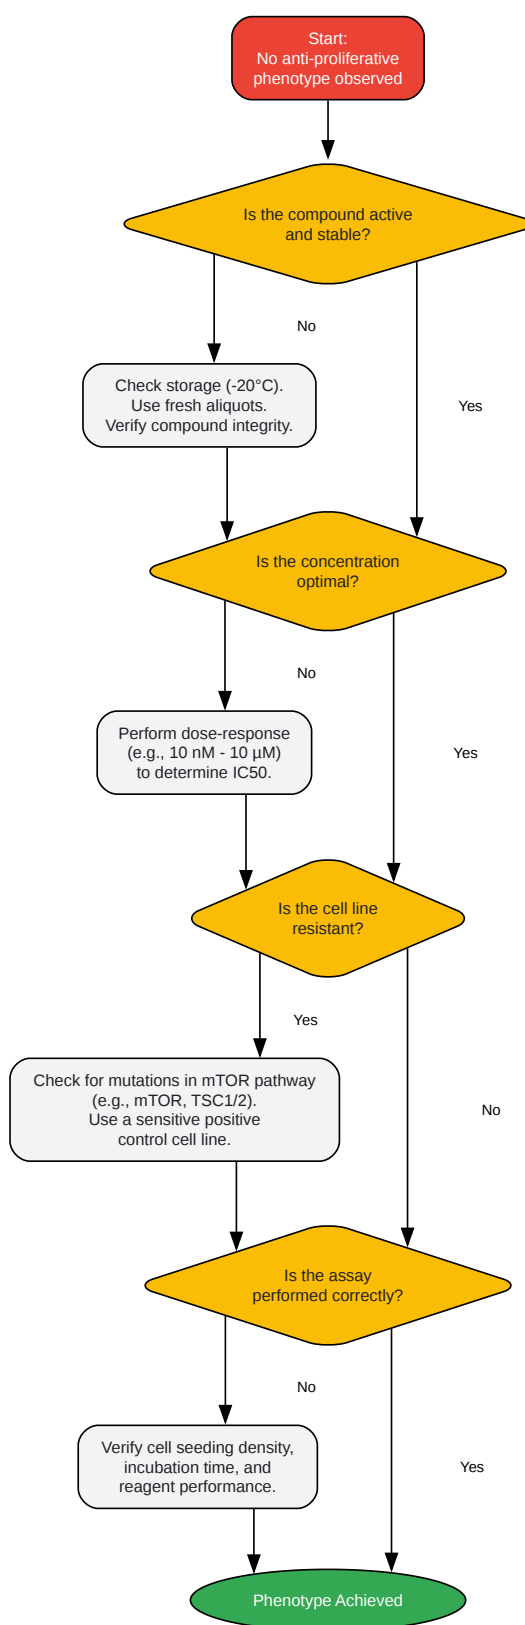 Start:
No anti-proliferative
phenotype observed
Is the compound active
and stable?
No
Check storage (-20°C).
Use fresh aliquots.
Verify compound integrity.
Yes
Is the concentration
optimal?
No
Perform dose-response
(e.g., 10 nM - 10 µM)
to determine IC50.
Yes
Is the cell line
resistant?
Yes
Check for mutations in mTOR pathway
(e.g., mTOR, TSC1/2).
Use a sensitive positive
control cell line.
No
Is the assay
performed correctly?
No
Verify cell seeding density,
incubation time, and
reagent performance.
Yes
Phenotype Achieved